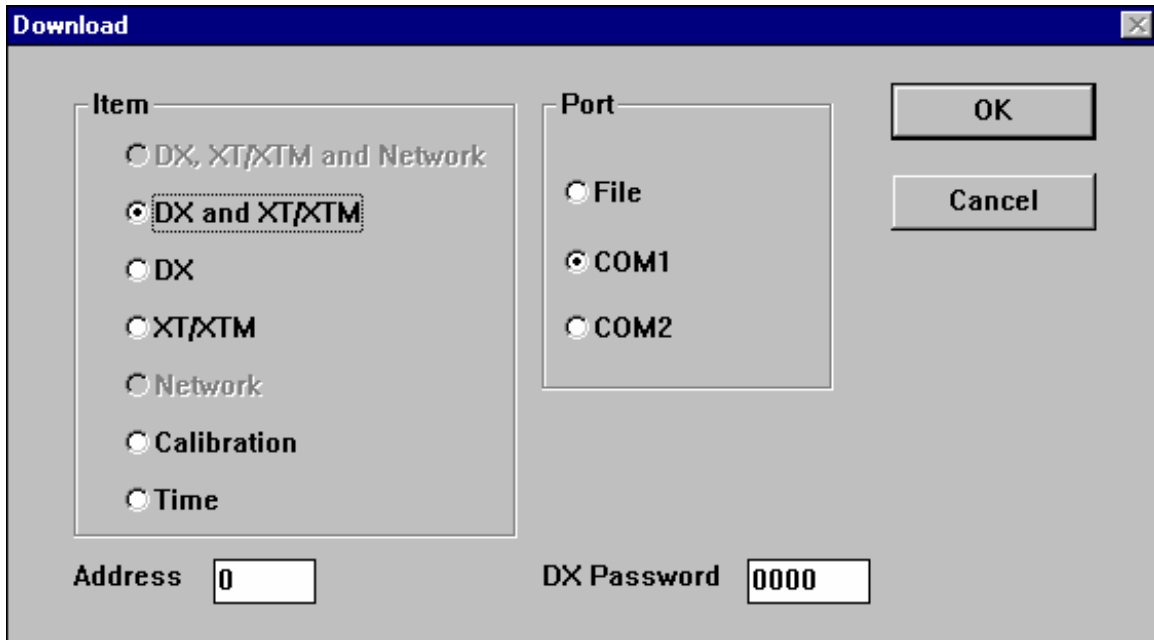 Download
Item
DX, XT/XTM and Network
DX and XT/XTM
DX
XT/XTM
Network
Calibration
Time
Port
File
COM1
COM2
OK
Cancel
Address 0
DX Password 0000